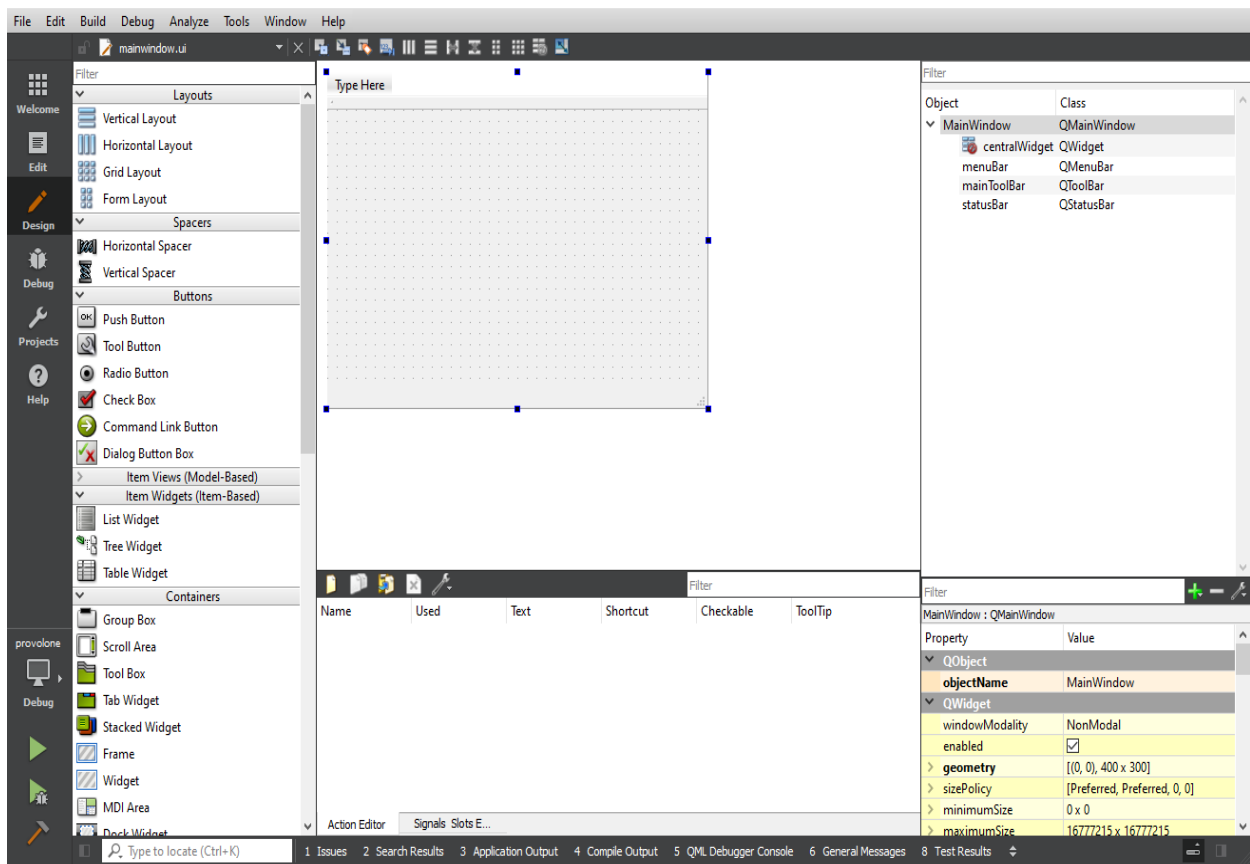 File Edit Build Debug Analyze Tools Window Help
mainwindow.ui
Welcome
Edit
Design
Debug
Projects
Help
provolone
Debug
Filter
Layouts
Vertical Layout
Horizontal Layout
Grid Layout
Form Layout
Spacers
Horizontal Spacer
Vertical Spacer
Buttons
OK Push Button
Tool Button
Radio Button
Check Box
Command Link Button
Dialog Button Box
Item Views (Model-Based)
Item Widgets (Item-Based)
List Widget
Tree Widget
Table Widget
Containers
Group Box
Scroll Area
Tool Box
Tab Widget
Stacked Widget
Frame
Widget
MDI Area
Dock Widget
Type Here
Filter
Name Used Text Shortcut Checkable ToolTip
Action Editor Signals Slots E...
Filter
Object Class
MainWindow QMainWindow
centralWidget QWidget
menuBar QMenuBar
mainToolBar QToolBar
statusBar QStatusBar
Filter
MainWindow : QMainWindow
Property Value
QObject
objectName MainWindow
QWidget
windowModality NonModal
enabled
geometry [(0, 0), 400 x 300]
sizePolicy [Preferred, Preferred, 0, 0]
minimumSize 0 x 0
maximumSize 16777215 x 16777215
Type to locate (Ctrl+K) 1 Issues 2 Search Results 3 Application Output 4 Compile Output 5 QML Debugger Console 6 General Messages 8 Test Results